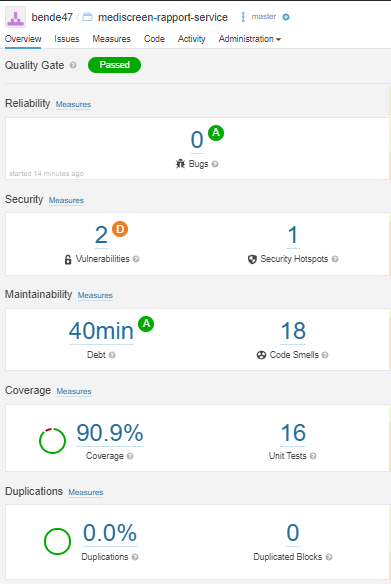 bende47 / mediscreen-rapport-service master
Overview Issues Measures Code Activity Administration
Quality Gate Passed
Reliability Measures
0 A
Bugs
started 14 minutes ago
Security Measures
2 D 1
Vulnerabilities Security Hotspots
Maintainability Measures
40min A 18
Debt Code Smells
Coverage Measures
90.9% 16
Coverage Unit Tests
Duplications Measures
0.0% 0
Duplications Duplicated Blocks